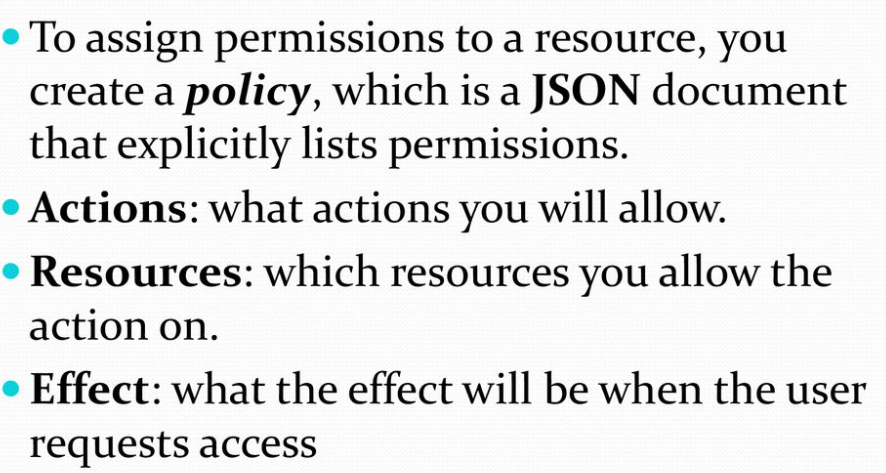 • To assign permissions to a resource, you
create a policy, which is a JSON document
that explicitly lists permissions.
• Actions: what actions you will allow.
• Resources: which resources you allow the
action on.
• Effect: what the effect will be when the user
requests access